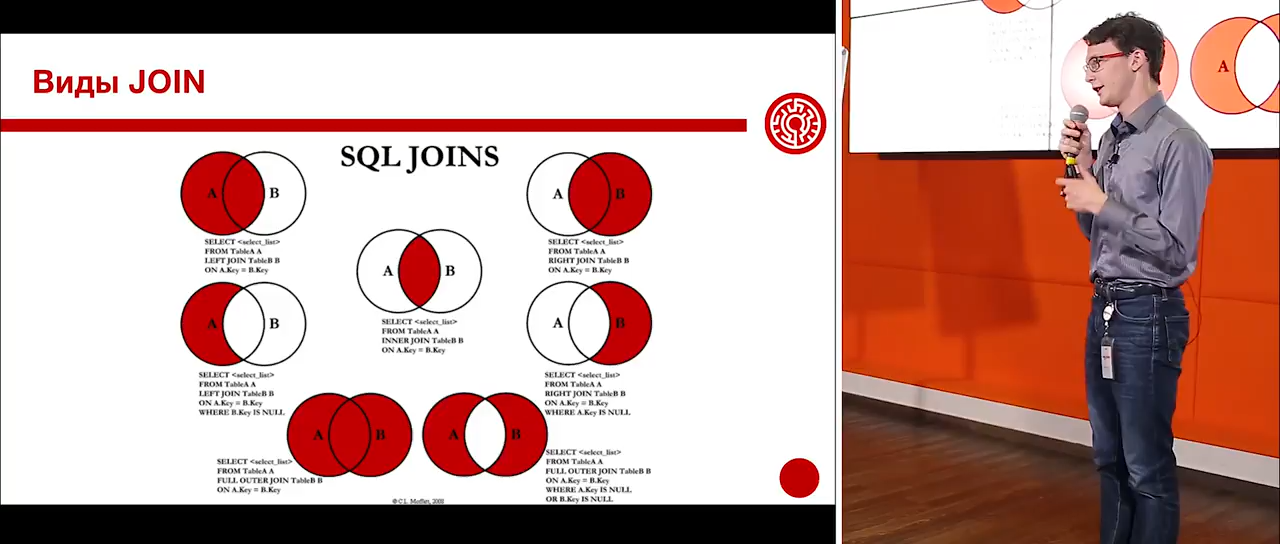 Виды JOIN
SQL JOINS
A B
SELECT <select_list>
FROM TableA A
LEFT JOIN TableB B
ON A.Key = B.Key
A B
SELECT <select_list>
FROM TableA A
RIGHT JOIN TableB B
ON A.Key = B.Key
A B
SELECT <select_list>
FROM TableA A
INNER JOIN TableB B
ON A.Key = B.Key
A B
SELECT <select_list>
FROM TableA A
LEFT JOIN TableB B
ON A.Key = B.Key
WHERE B.Key IS NULL
A B
SELECT <select_list>
FROM TableA A
RIGHT JOIN TableB B
ON A.Key = B.Key
WHERE A.Key IS NULL
A B
SELECT <select_list>
FROM TableA A
FULL OUTER JOIN TableB B
ON A.Key = B.Key
A B
SELECT <select_list>
FROM TableA A
FULL OUTER JOIN TableB B
ON A.Key = B.Key
WHERE A.Key IS NULL
OR B.Key IS NULL
© C.L. Moffatt, 2008
A